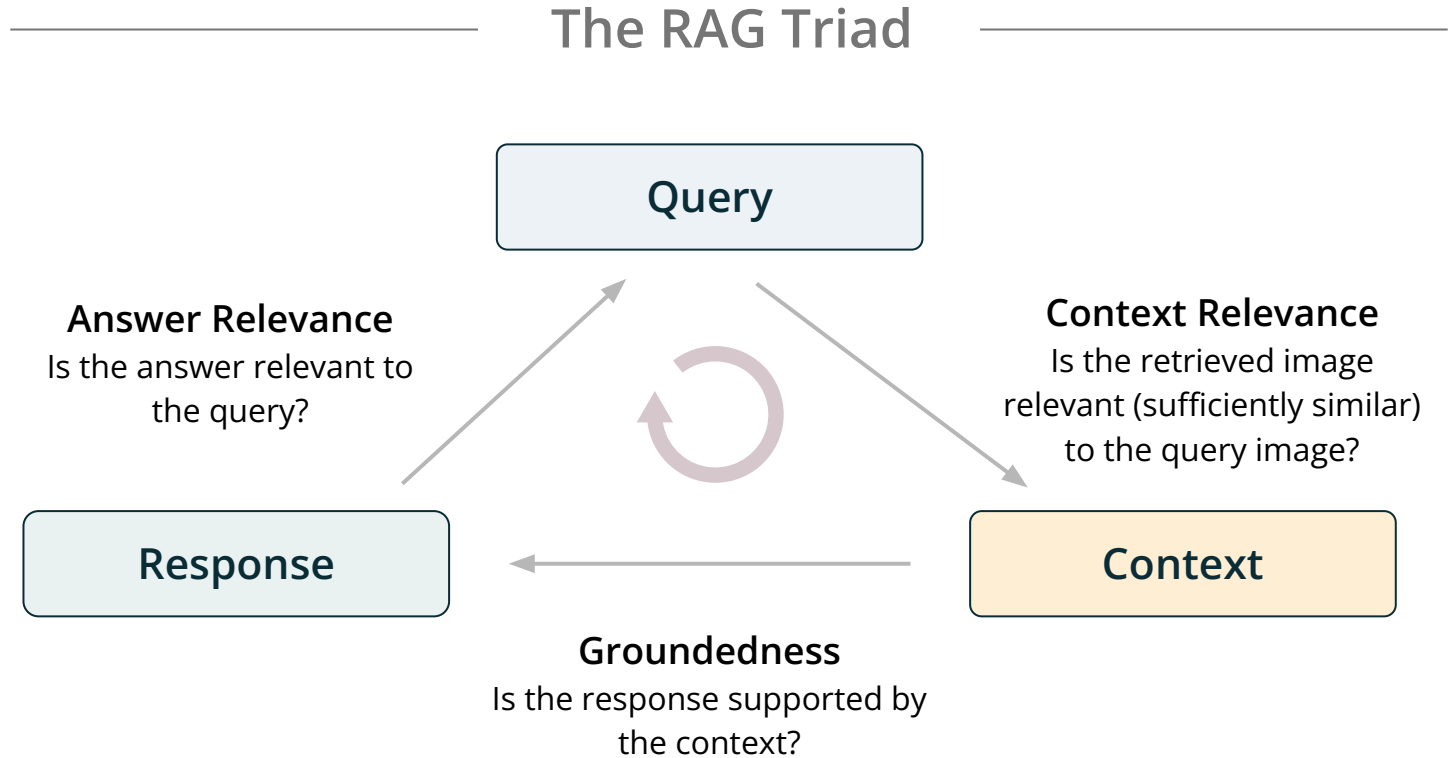 The RAG Triad
Query
Answer Relevance
Is the answer relevant to
the query?
Context Relevance
Is the retrieved image
relevant (sufficiently similar)
to the query image?
Response
Context
Groundedness
Is the response supported by
the context?